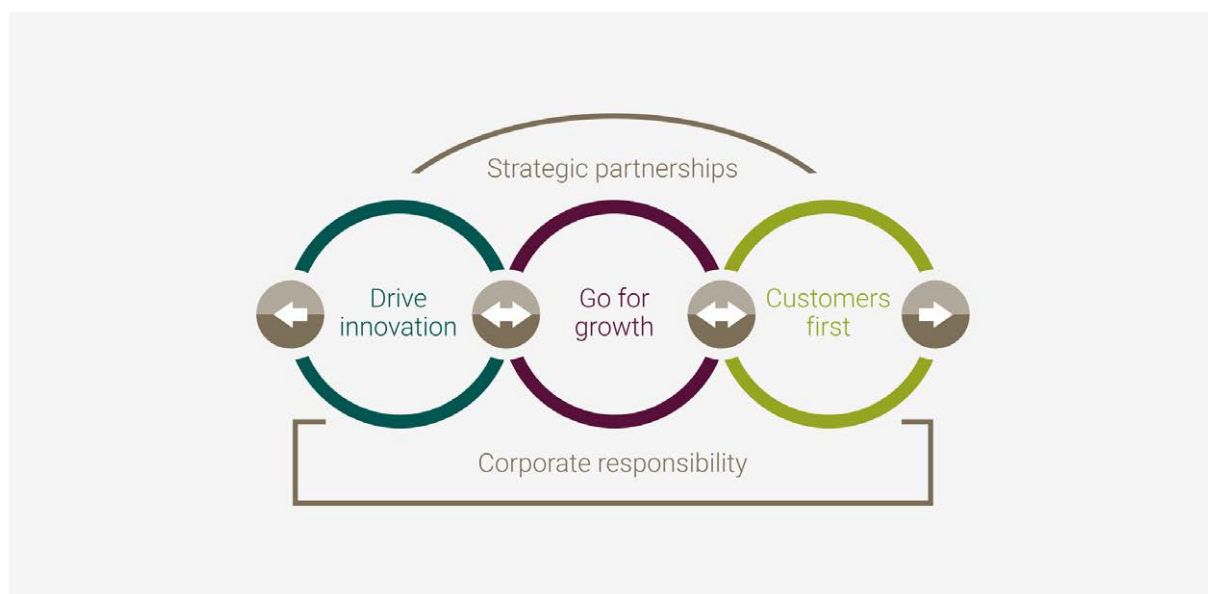 Strategic partnerships
Drive
innovation
Go for
growth
Customers
first
Corporate responsibility